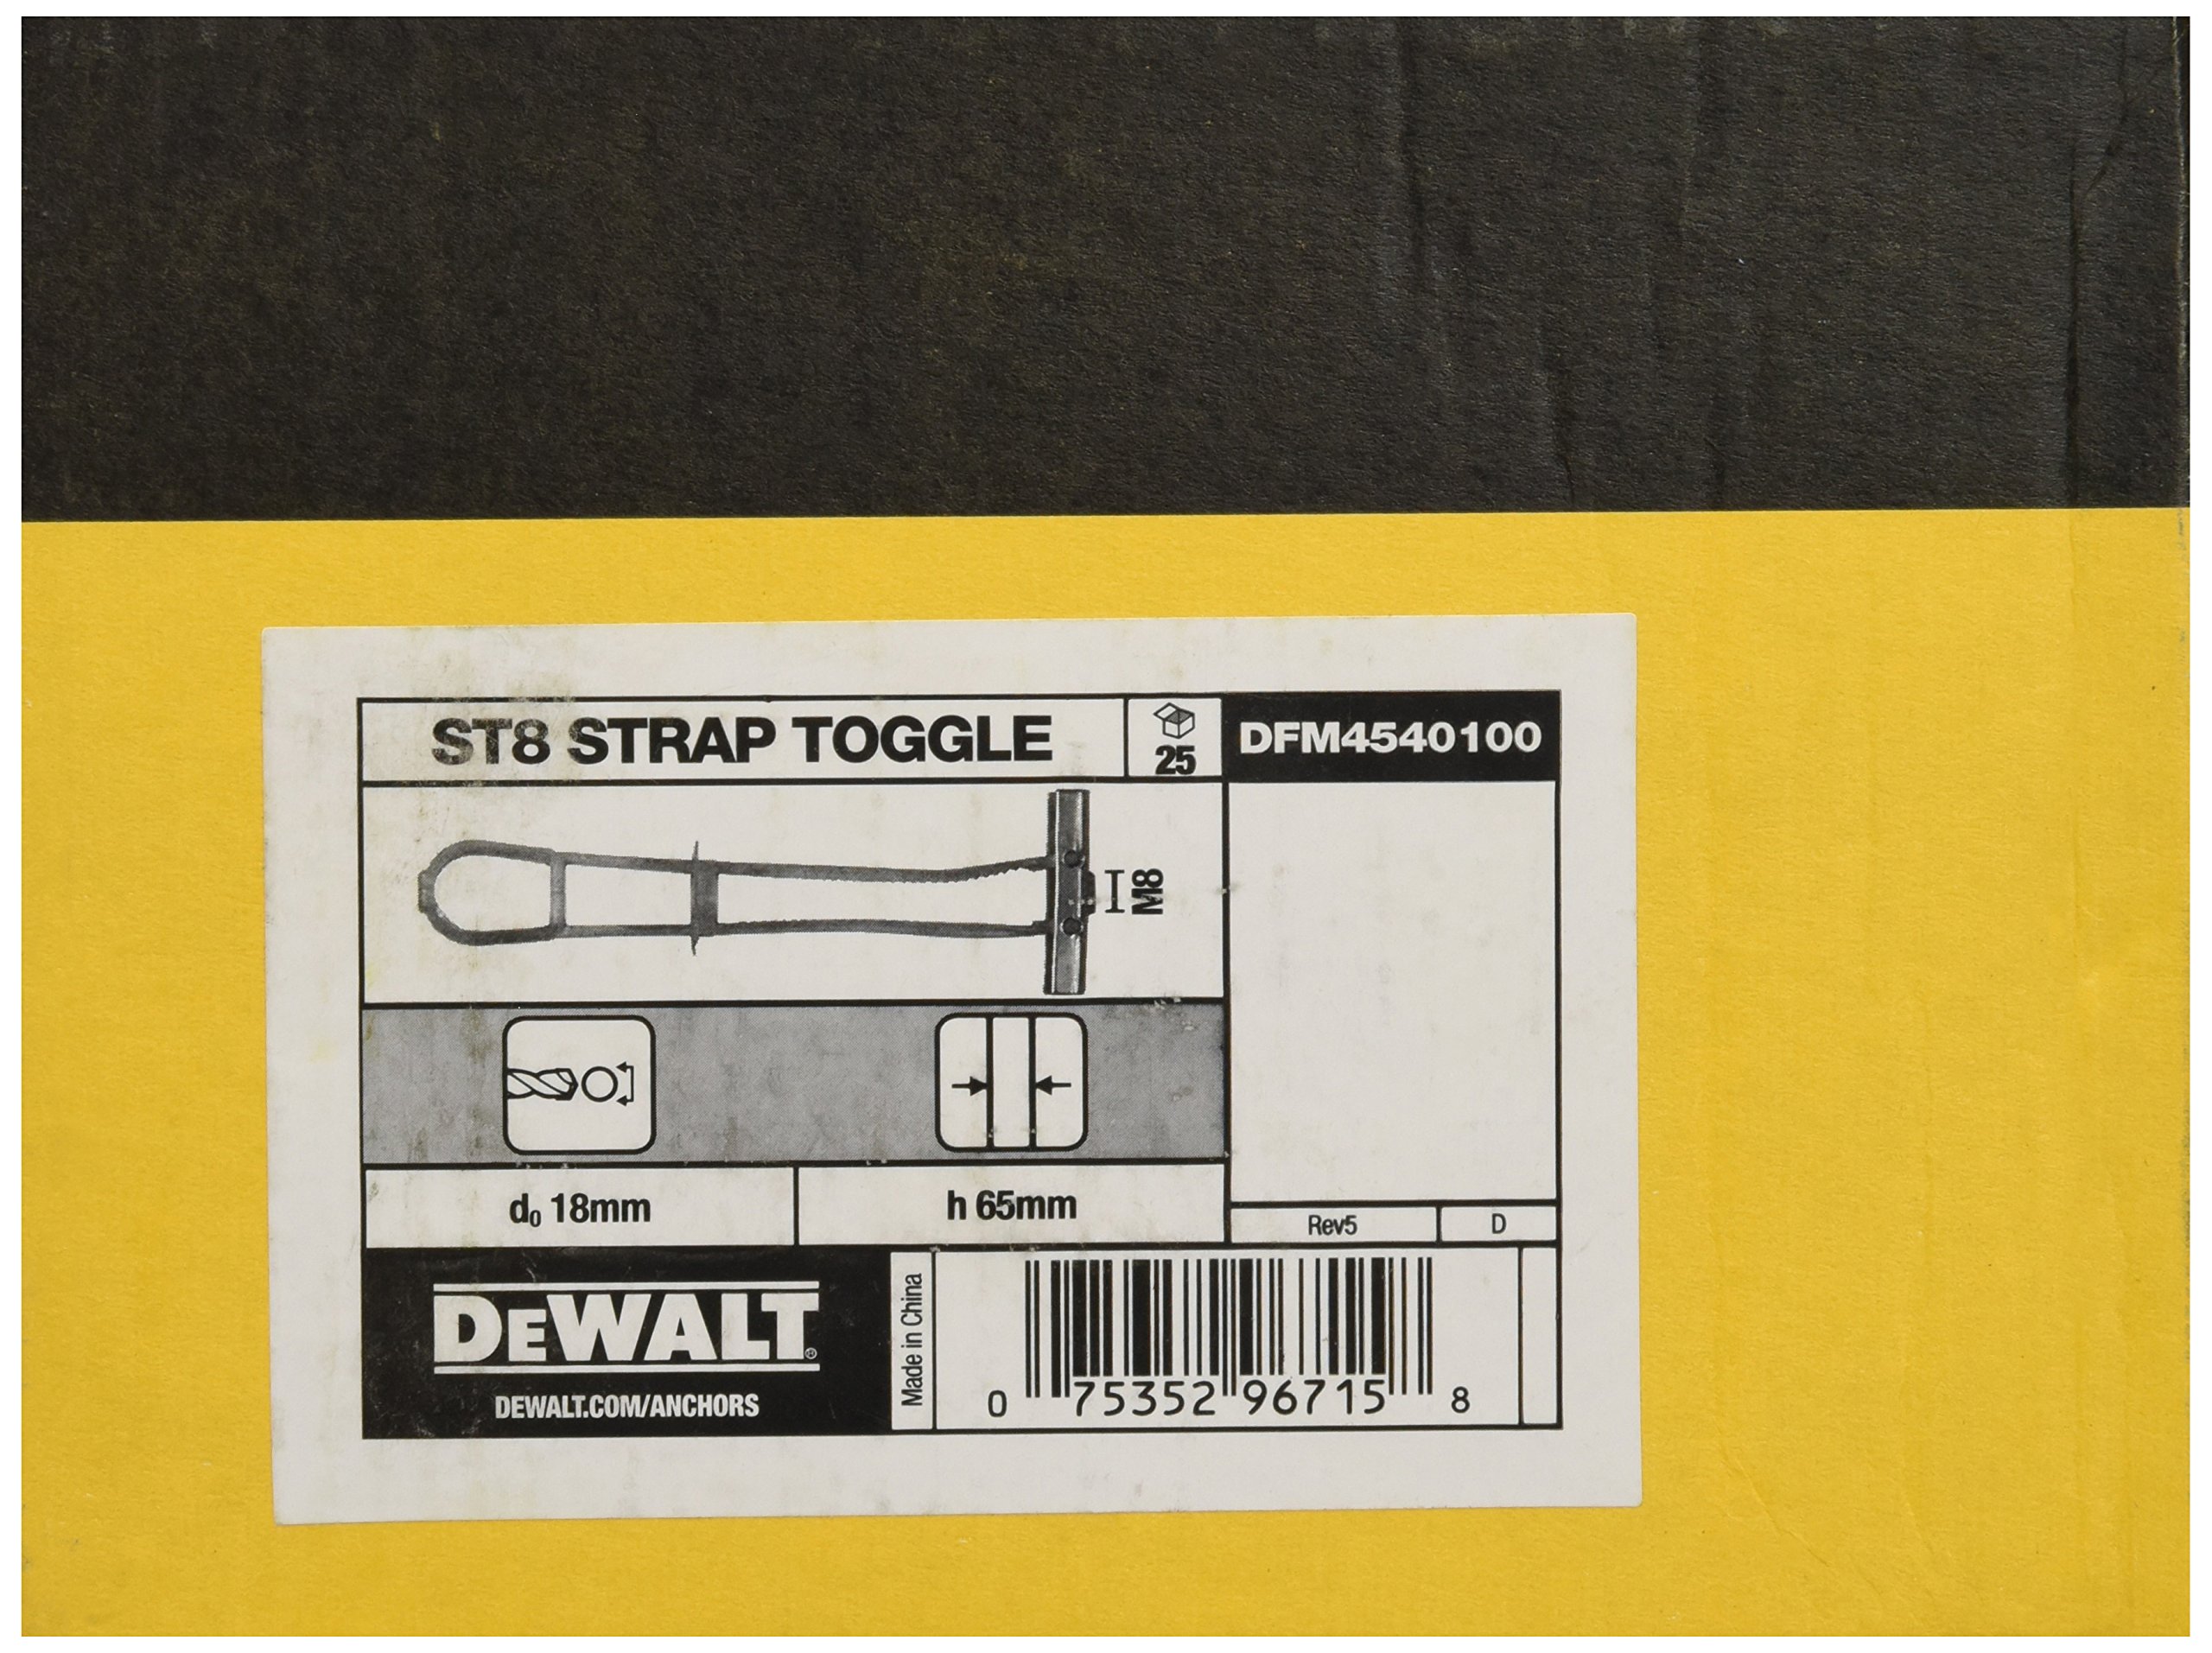 ST8 STRAP TOGGLE
25
DFM4540100
M8
d₀ 18mm
h 65mm
Rev5
D
DEWALT®
DEWALT.COM/ANCHORS
Made in China
0 75352 96715 8